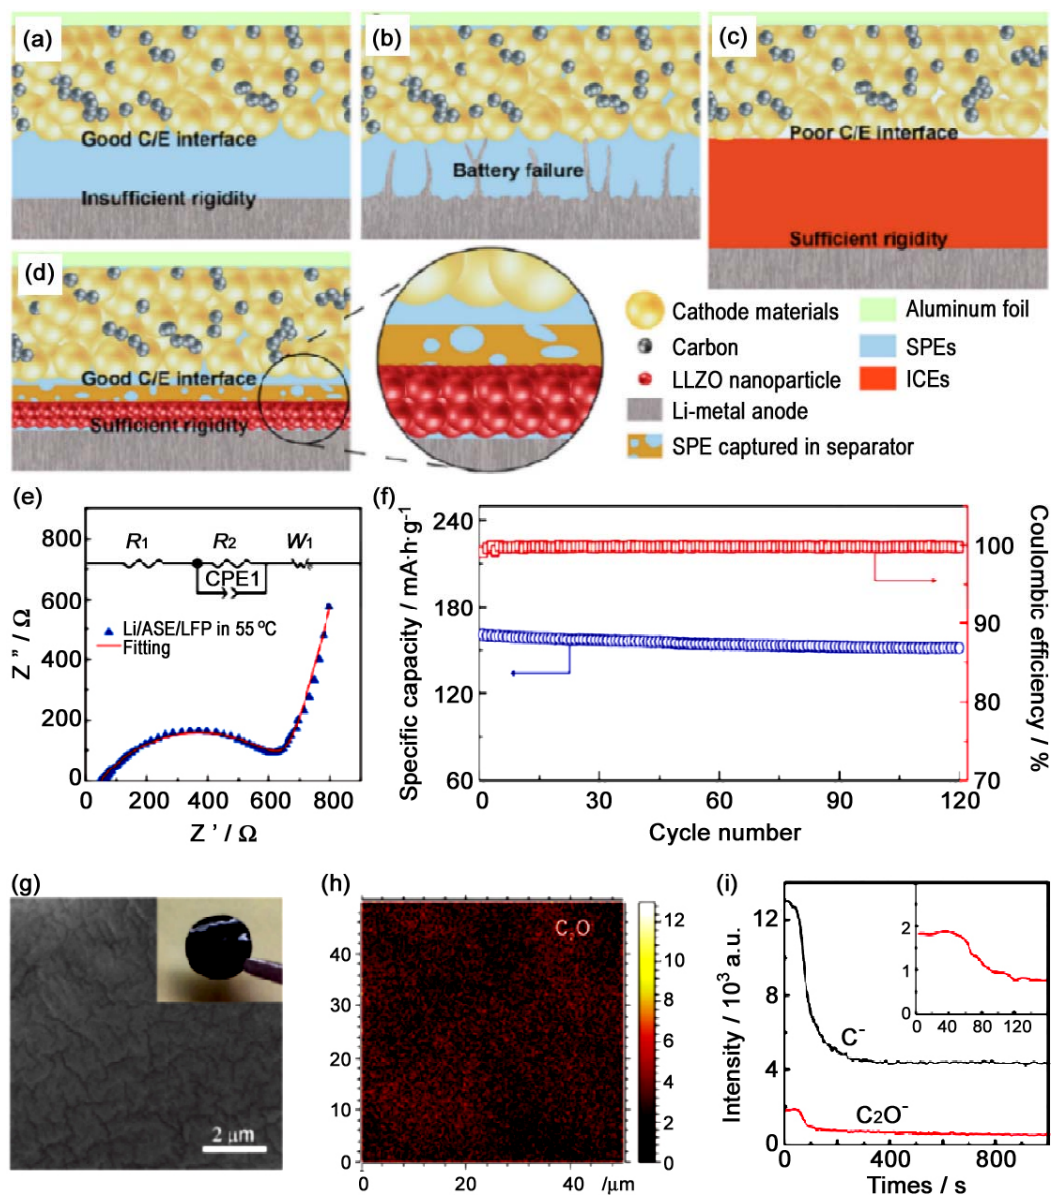 (a)
Good C/E interface
Insufficient rigidity
(b)
Battery failure
(c)
Poor C/E interface
Sufficient rigidity
(d)
Good C/E interface
Sufficient rigidity
Cathode materials
Carbon
LLZO nanoparticle
Li-metal anode
SPE captured in separator
Aluminum foil
SPEs
ICEs
(e)
800
600
400
200
0
Z '' / Ω
R1
R2
W1
CPE1
Li/ASE/LFP in 55 °C
Fitting
0 200 400 600 800
Z ' / Ω
(f)
240
180
120
60
Specific capacity / mA·h·g-1
100
90
80
70
Coulombic efficiency / %
0 30 60 90 120
Cycle number
(g)
2 μm
(h)
C2O
40
30
20
10
0
0 20 40 /μm
12
10
8
6
4
2
0
(i)
12
8
4
0
Intensity / 10³ a.u.
2
1
0
0 40 80 120
C-
C2O-
0 400 800
Times / s